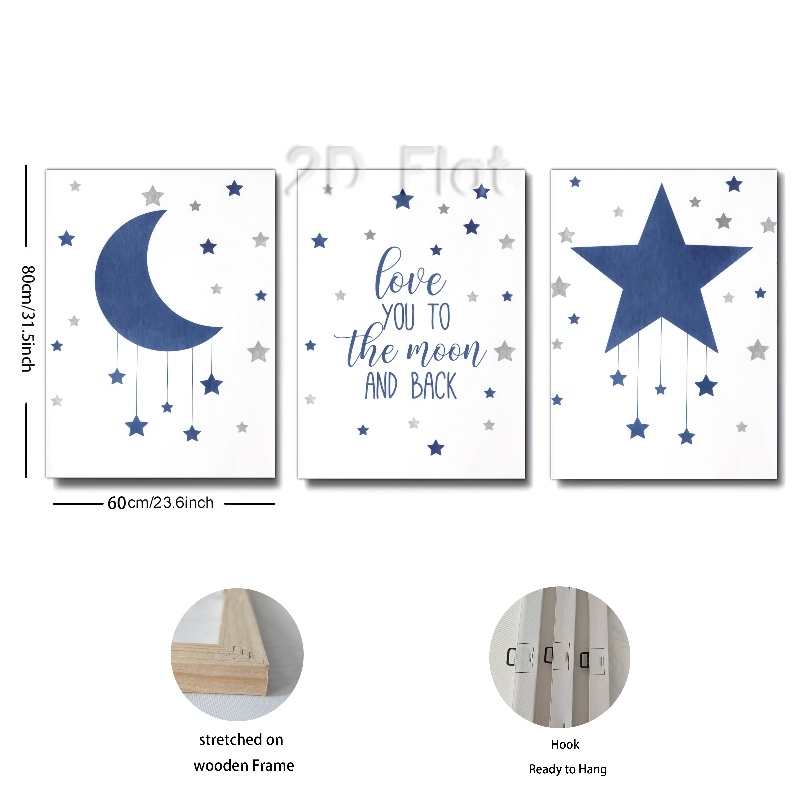 2D Flat
80cm/31.5inch
love
YOU TO
the moon
AND BACK
60cm/23.6inch
stretched on
wooden Frame
Hook
Ready to Hang